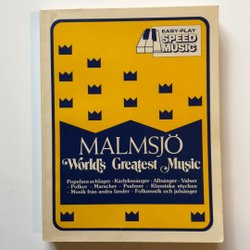 EASY-PLAY
SPEED
MUSIC
MALMSJÖ
World's Greatest Music
Populära schlager · Kärlekssånger · Allsånger · Valser
· Polkor · Marscher · Psalmer · Klassiska stycken
· Musik från andra länder · Folkmusik och julsånger